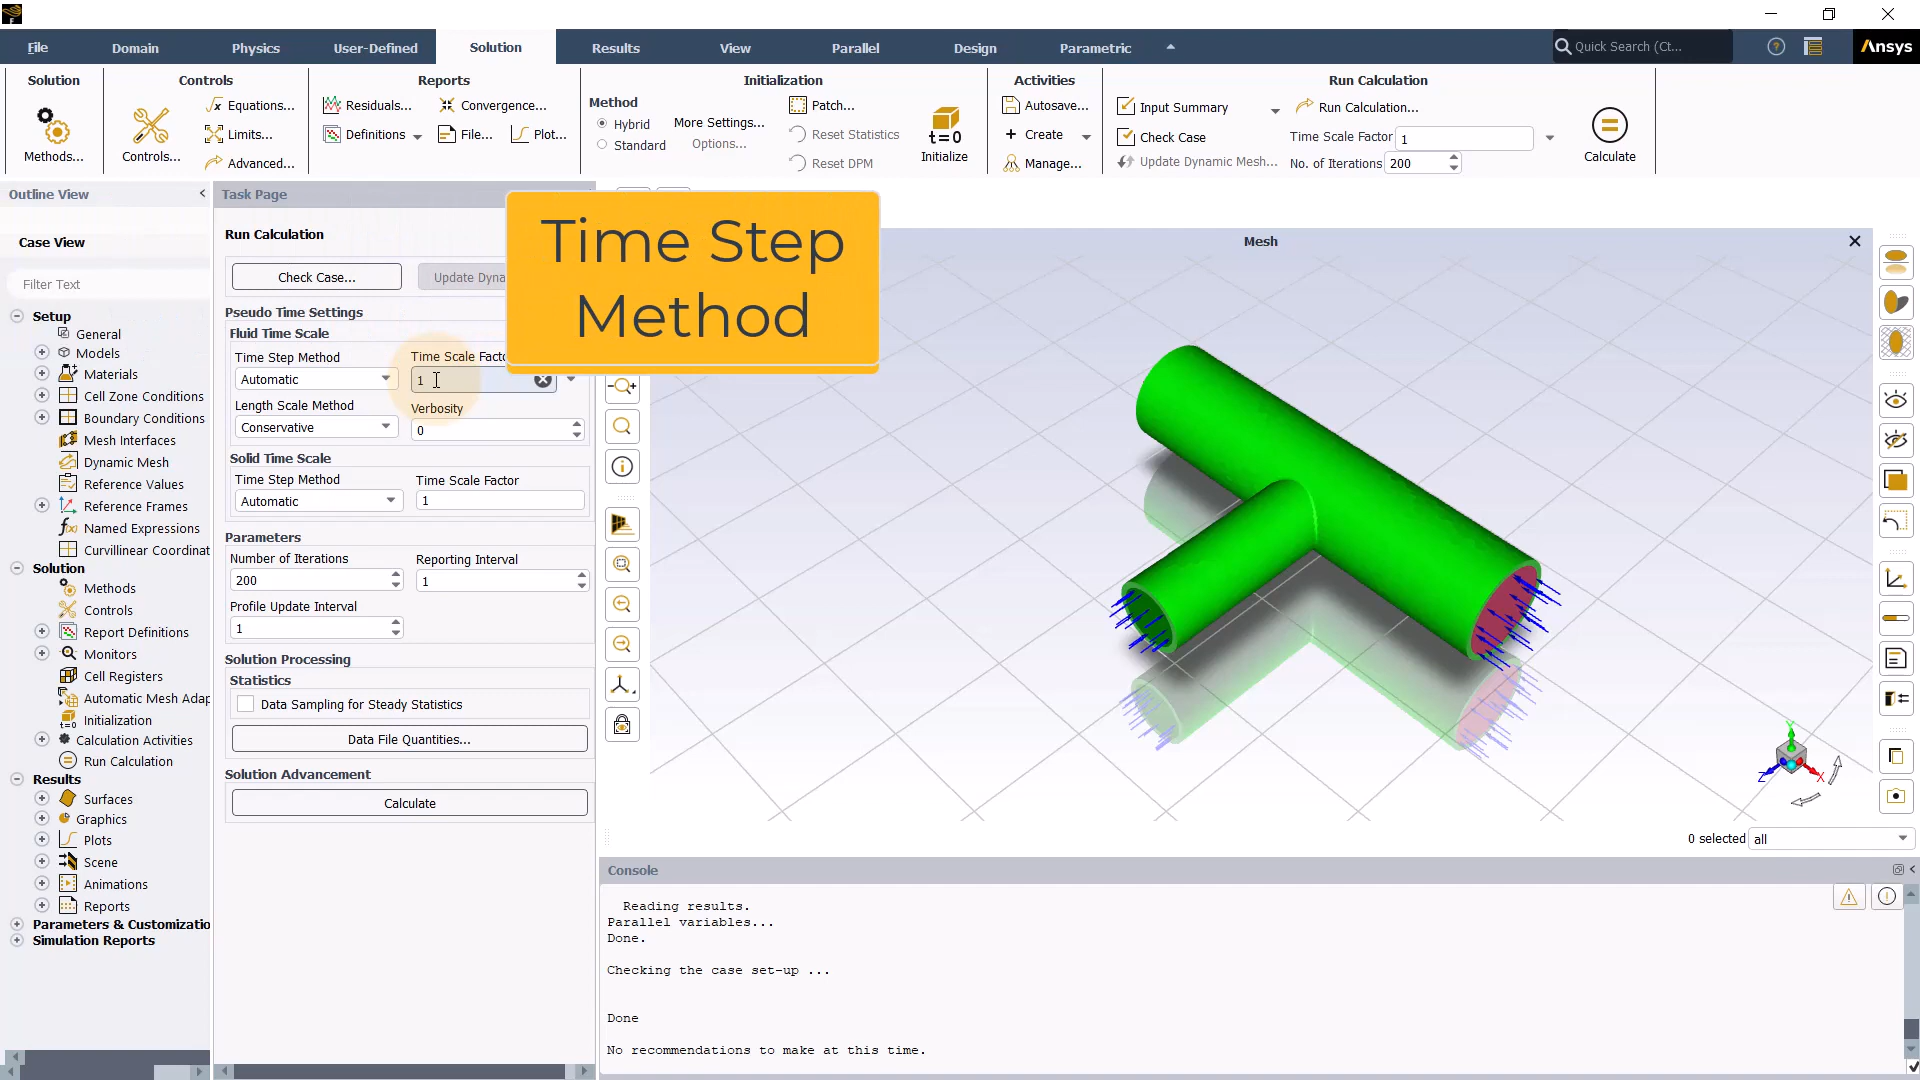 File
Domain
Physics
User-Defined
Solution
Results
View
Parallel
Design
Parametric
Quick Search (Ct...
Ansys
Solution
Methods...
Controls
Controls...
Equations...
Limits...
Advanced...
Reports
Residuals...
Convergence...
Definitions
File...
Plot...
Initialization
Method
Hybrid
Standard
More Settings...
Options...
Patch...
Reset Statistics
Reset DPM
t=0
Initialize
Activities
Autosave...
Create
Manage...
Run Calculation
Input Summary
Check Case
Update Dynamic Mesh...
Run Calculation...
Time Scale Factor 1
No. of Iterations 200
Calculate
Outline View
Case View
Filter Text
Setup
General
Models
Materials
Cell Zone Conditions
Boundary Conditions
Mesh Interfaces
Dynamic Mesh
Reference Values
Reference Frames
Named Expressions
Curvillinear Coordinat
Solution
Methods
Controls
Report Definitions
Monitors
Cell Registers
Automatic Mesh Adap
Initialization
Calculation Activities
Run Calculation
Results
Surfaces
Graphics
Plots
Scene
Animations
Reports
Parameters & Customizatio
Simulation Reports
Task Page
Run Calculation
Check Case...
Update Dyna
Pseudo Time Settings
Fluid Time Scale
Time Step Method
Time Scale Facto
Automatic
1
Length Scale Method
Verbosity
Conservative
0
Solid Time Scale
Time Step Method
Time Scale Factor
Automatic
1
Parameters
Number of Iterations
Reporting Interval
200
1
Profile Update Interval
1
Solution Processing
Statistics
Data Sampling for Steady Statistics
Data File Quantities...
Solution Advancement
Calculate
Time Step
Method
Mesh
Y
Z
X
0 selected all
Console
Reading results.
Parallel variables...
Done.
Checking the case set-up ...
Done
No recommendations to make at this time.